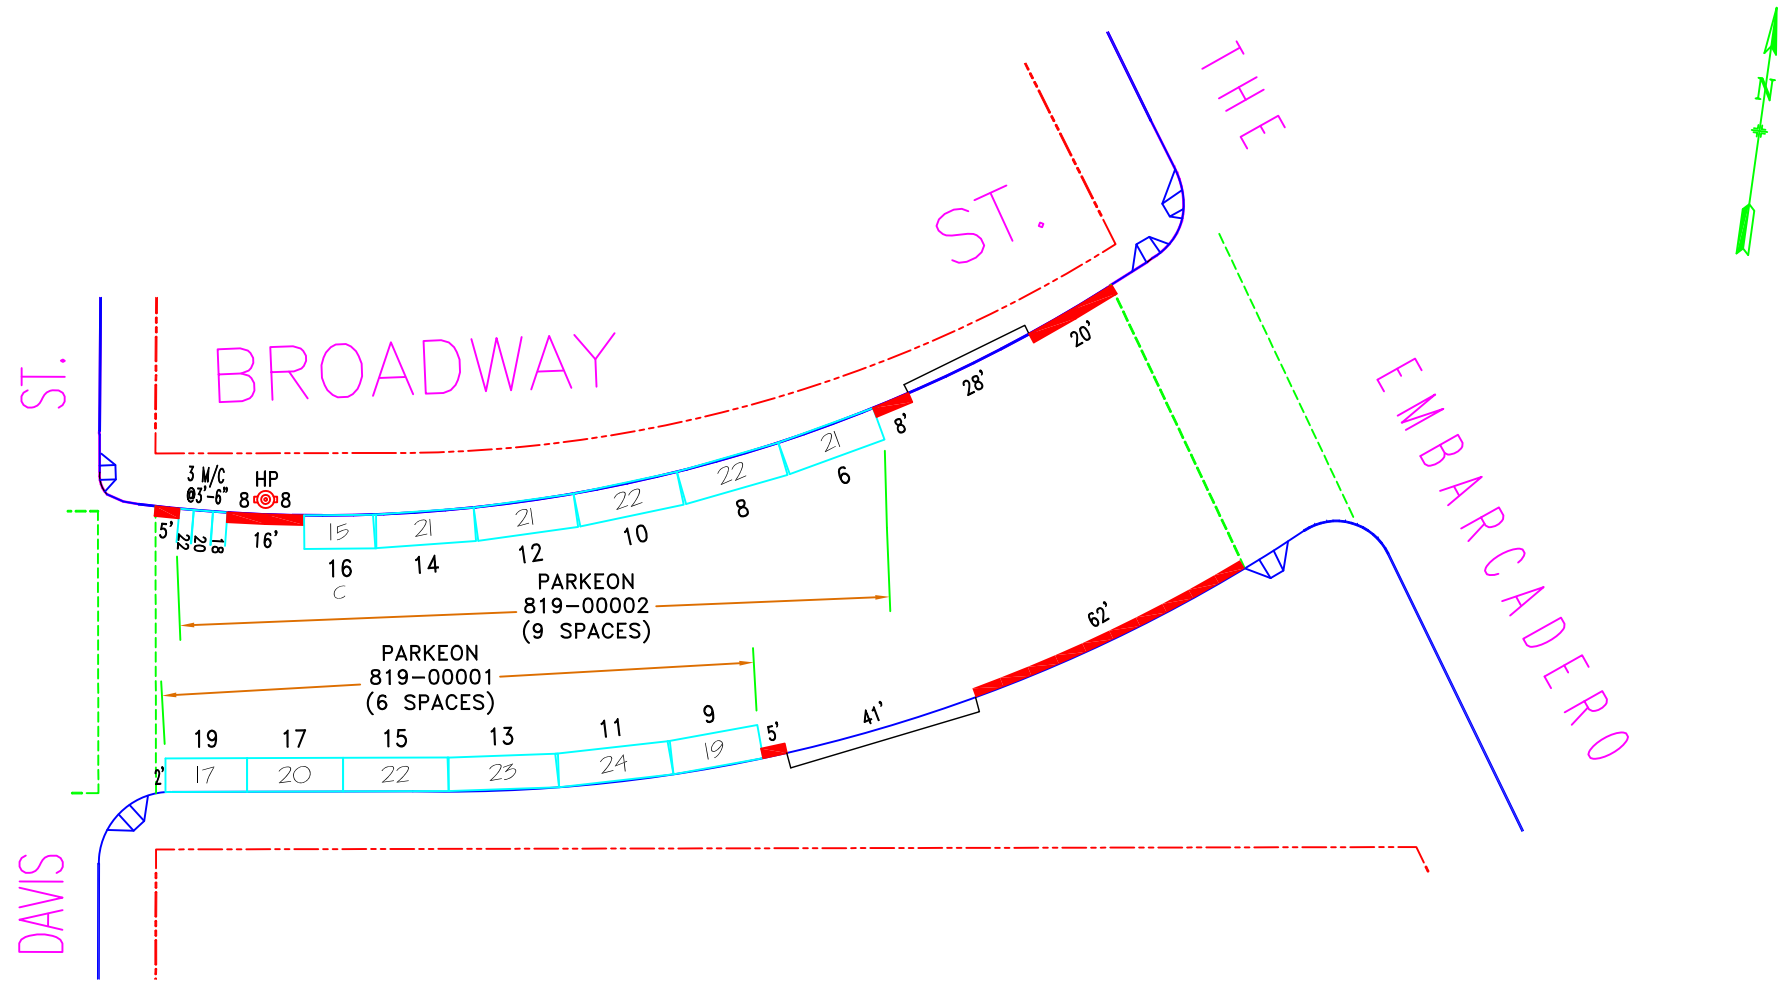 THE
N
ST.
BROADWAY
20'
28'
8'
EMBARCADERO
ST.
3 M/C
@3'-6"
HP
8 8
5'
22
20
18
16'
15
21
21
22
22
21
16
14
12
10
8
6
C
PARKEON
819-00002
(9 SPACES)
62'
PARKEON
819-00001
(6 SPACES)
19
17
15
13
11
9
5'
41'
2'
17
20
22
23
24
19
DAVIS